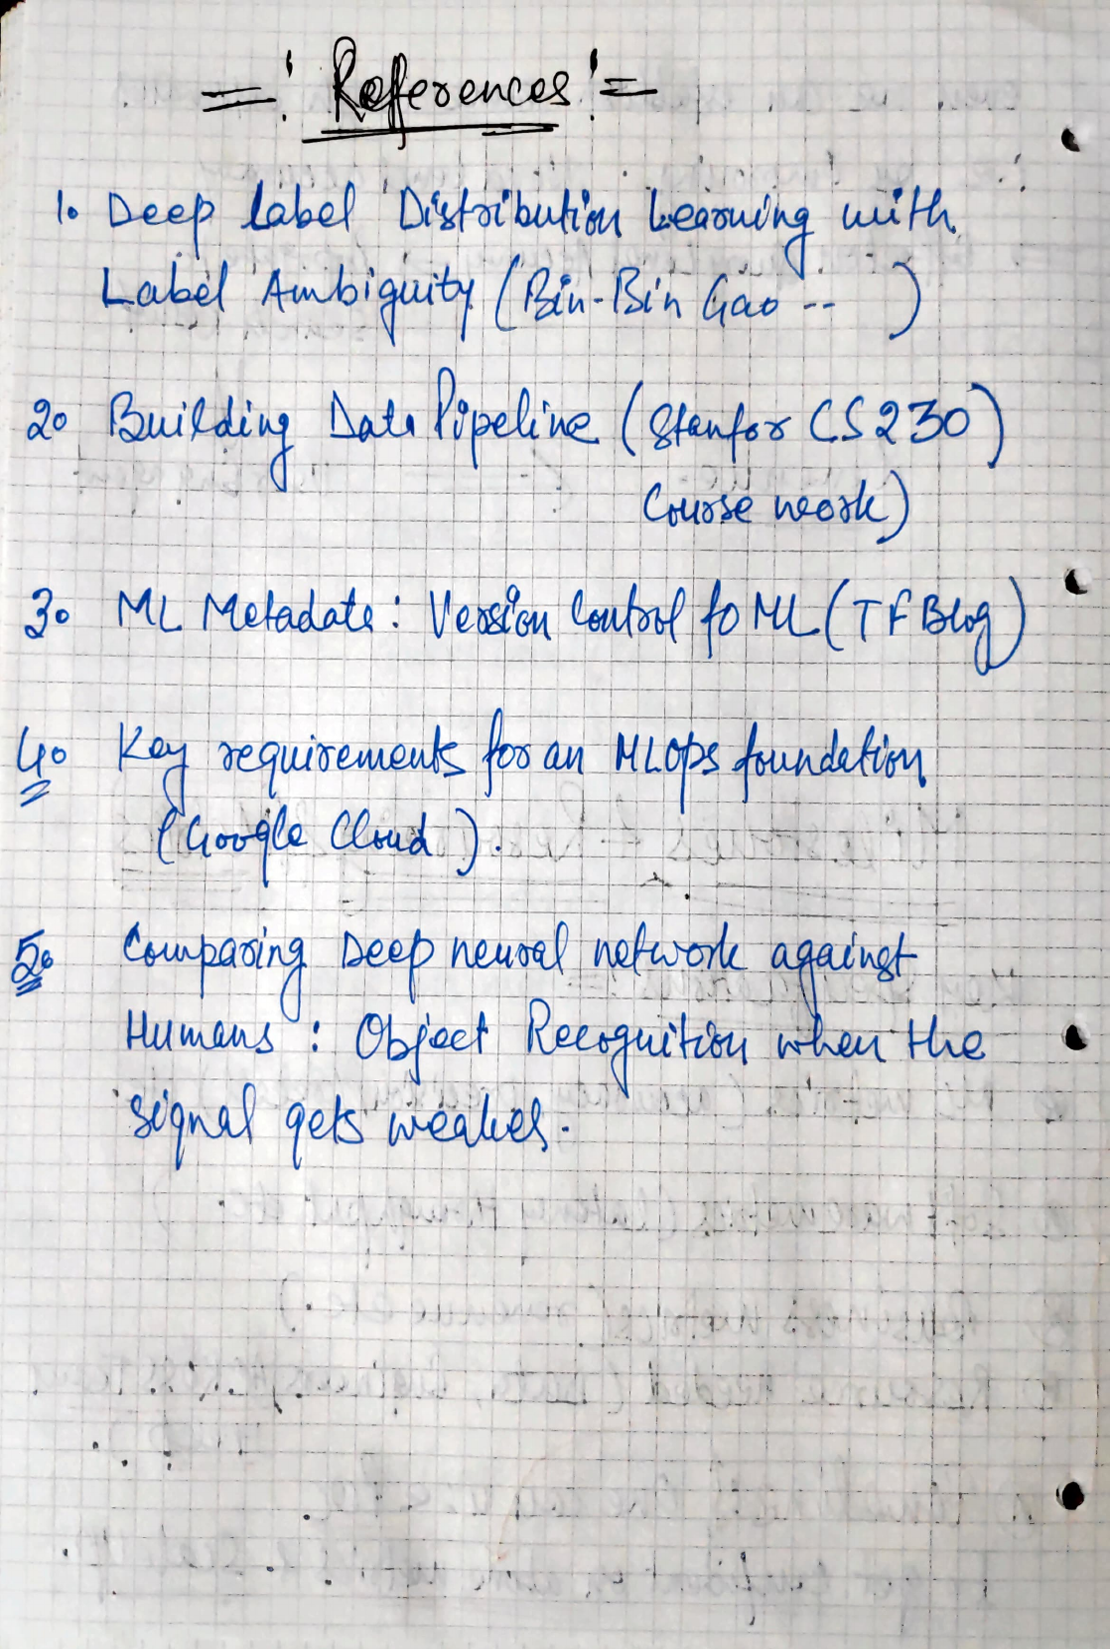 =' References '=
1. Deep Label Distribution Learning with
Label Ambiguity (Bin-Bin Gao -- )
2. Building Data Pipeline (Stanfor CS230)
Course work)
3. ML Metadata: Version Control fo ML (TF Blog)
4. Key requirements for an MLOps foundation
(Google Cloud).
5. Comparing Deep neural network against
Humans : Object Recognition when the
signal gets weaker.